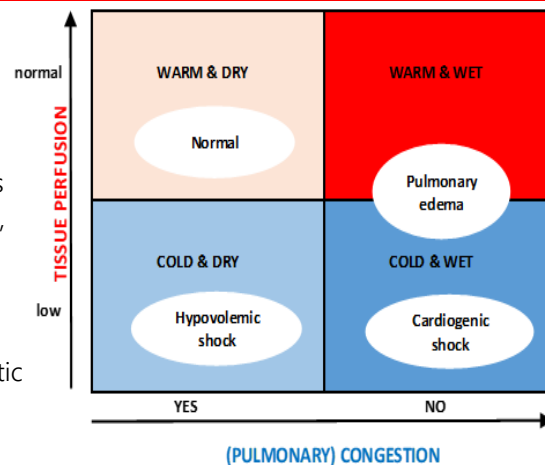 normal
WARM & DRY
WARM & WET
Normal
TISSUE PERFUSION
s
,
Pulmonary
edema
COLD & DRY
COLD & WET
low
Hypovolemic
shock
Cardiogenic
shock
tic
YES
NO
(PULMONARY) CONGESTION